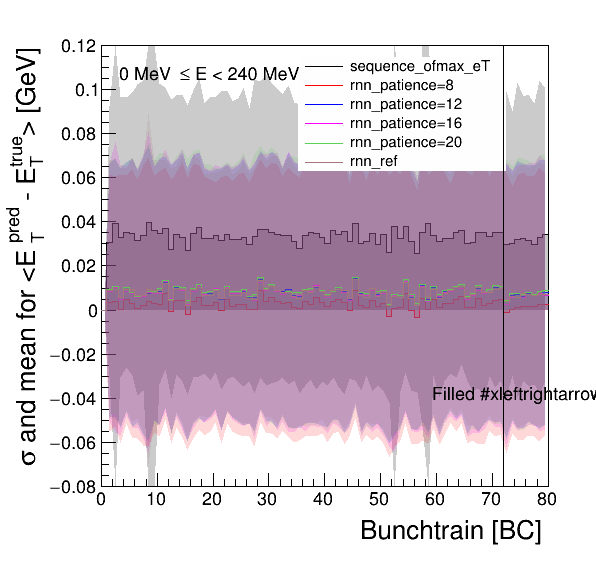 σ and mean for <E_T^pred - E_T^true> [GeV]
0.12
0.1
0.08
0.06
0.04
0.02
0
−0.02
−0.04
−0.06
−0.08
0 MeV ≤ E < 240 MeV
sequence_ofmax_eT
rnn_patience=8
rnn_patience=12
rnn_patience=16
rnn_patience=20
rnn_ref
Filled #xleftrightarrow
0 10 20 30 40 50 60 70 80
Bunchtrain [BC]